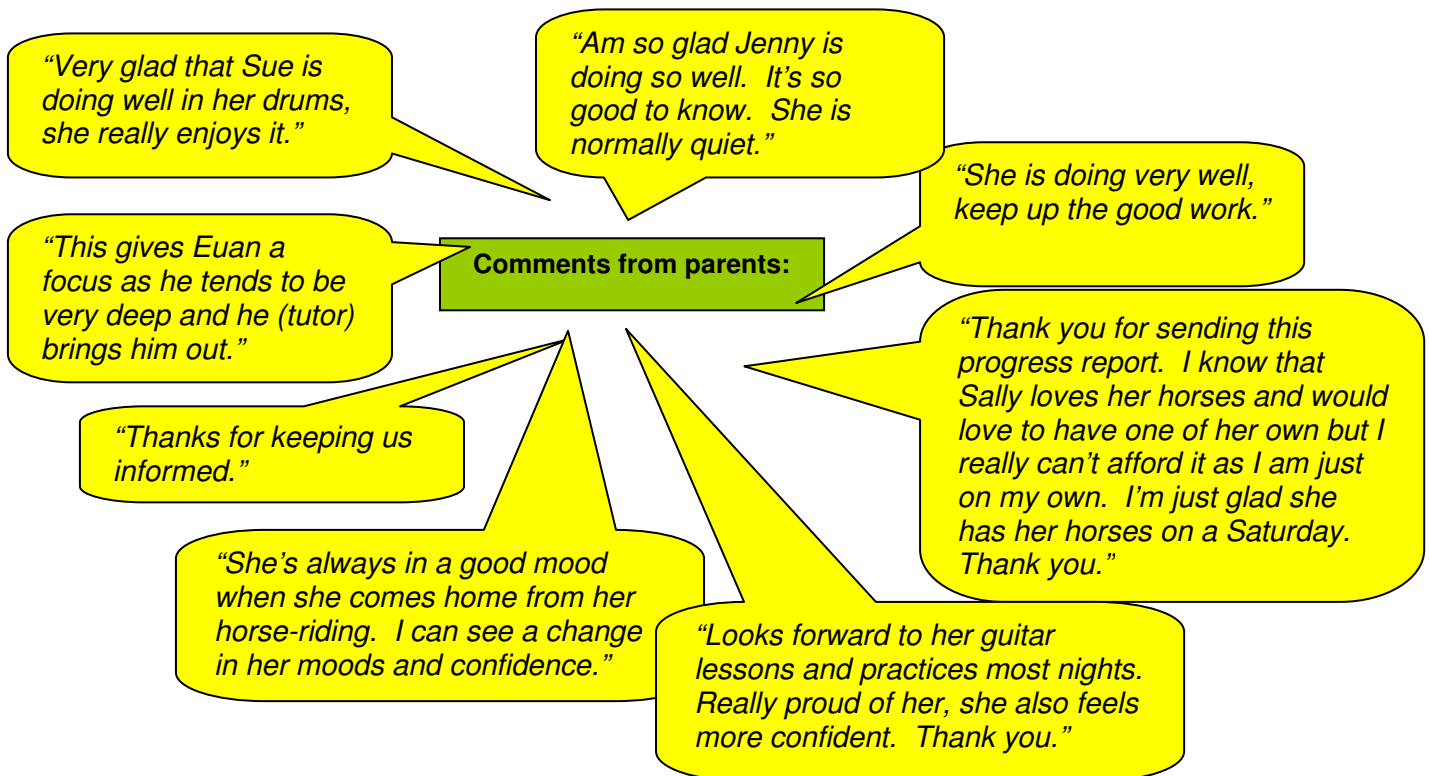 “Very glad that Sue is
doing well in her drums,
she really enjoys it.”
“Am so glad Jenny is
doing so well.  It’s so
good to know.  She is
normally quiet.”
“She is doing very well,
keep up the good work.”
“This gives Euan a
focus as he tends to be
very deep and he (tutor)
brings him out.”
Comments from parents:
“Thank you for sending this
progress report.  I know that
Sally loves her horses and would
love to have one of her own but I
really can’t afford it as I am just
on my own.  I’m just glad she
has her horses on a Saturday.
Thank you.”
“Thanks for keeping us
informed.”
“She’s always in a good mood
when she comes home from her
horse-riding.  I can see a change
in her moods and confidence.”
“Looks forward to her guitar
lessons and practices most nights.
Really proud of her, she also feels
more confident.  Thank you.”